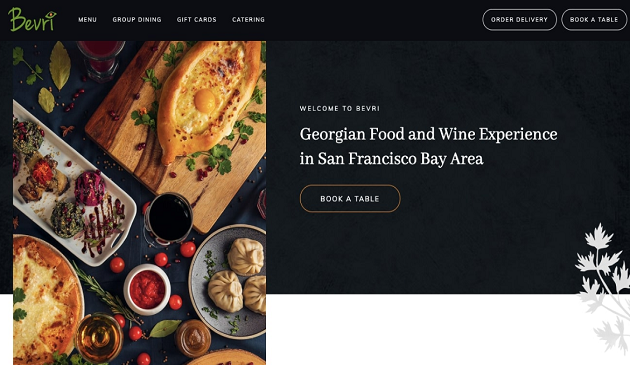 Bevri
MENU
GROUP DINING
GIFT CARDS
CATERING
ORDER DELIVERY
BOOK A TABLE
WELCOME TO BEVRI
Georgian Food and Wine Experience
in San Francisco Bay Area
BOOK A TABLE